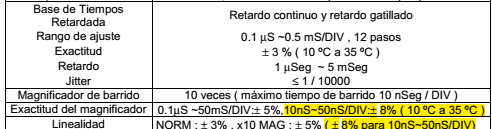 Base de Tiempos
Retardada
Retardo continuo y retardo gatillado
Rango de ajuste
0.1 µS ~0.5 mS/DIV , 12 pasos
Exactitud
± 3 % ( 10 ºC a 35 ºC )
Retardo
1 µSeg ~ 5 mSeg
Jitter
≤ 1 / 10000
Magnificador de barrido
10 veces ( máximo tiempo de barrido 10 nSeg / DIV )
Exactitud del magnificador
0.1µS ~50mS/DIV:± 5%,10nS~50nS/DIV:± 8% ( 10 ºC a 35 ºC )
Linealidad
NORM : ± 3% , x10 MAG : ± 5% ( ± 8% para 10nS~50nS/DIV)